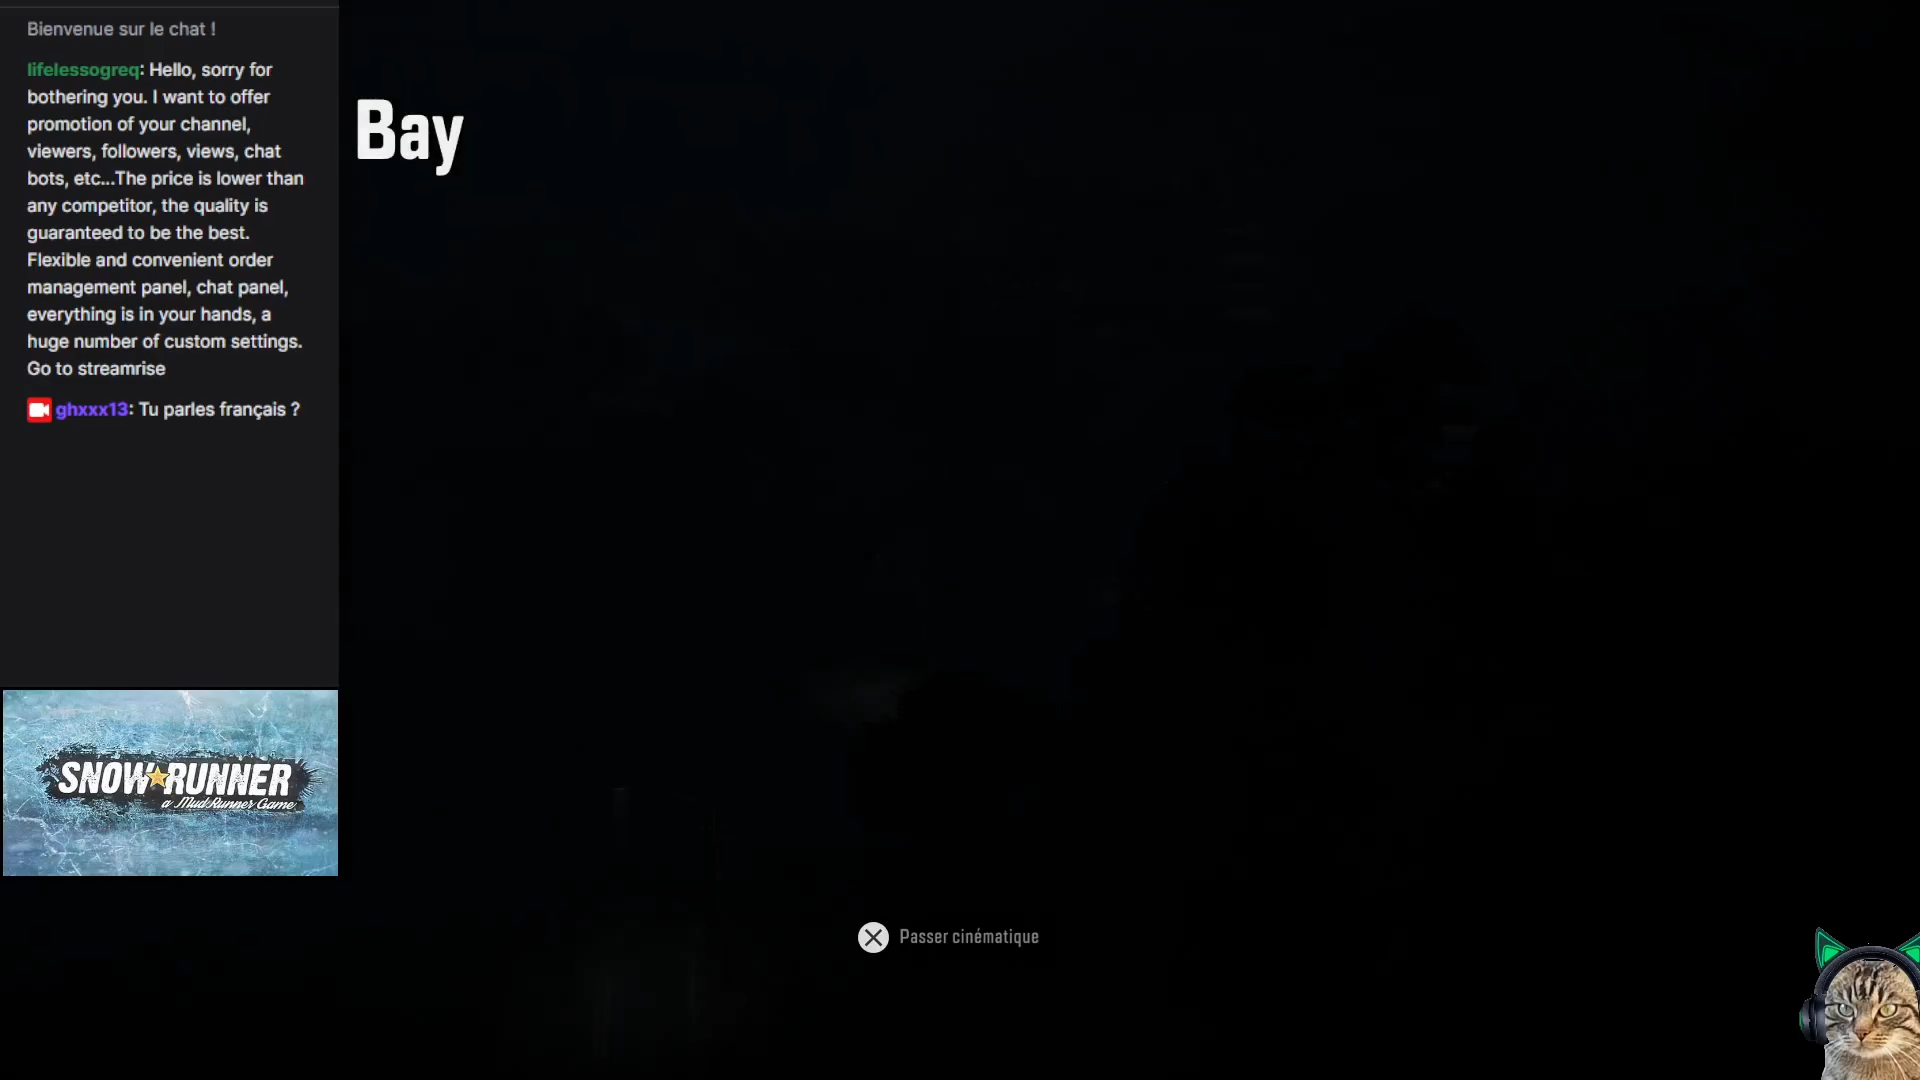 Bienvenue sur le chat !
lifelessogreq: Hello, sorry for
bothering you. I want to offer
promotion of your channel,
viewers, followers, views, chat
bots, etc...The price is lower than
any competitor, the quality is
guaranteed to be the best.
Flexible and convenient order
management panel, chat panel,
everything is in your hands, a
huge number of custom settings.
Go to streamrise
ghxxx13: Tu parles français ?
Bay
SNOWRUNNER
a MudRunner Game
Passer cinématique